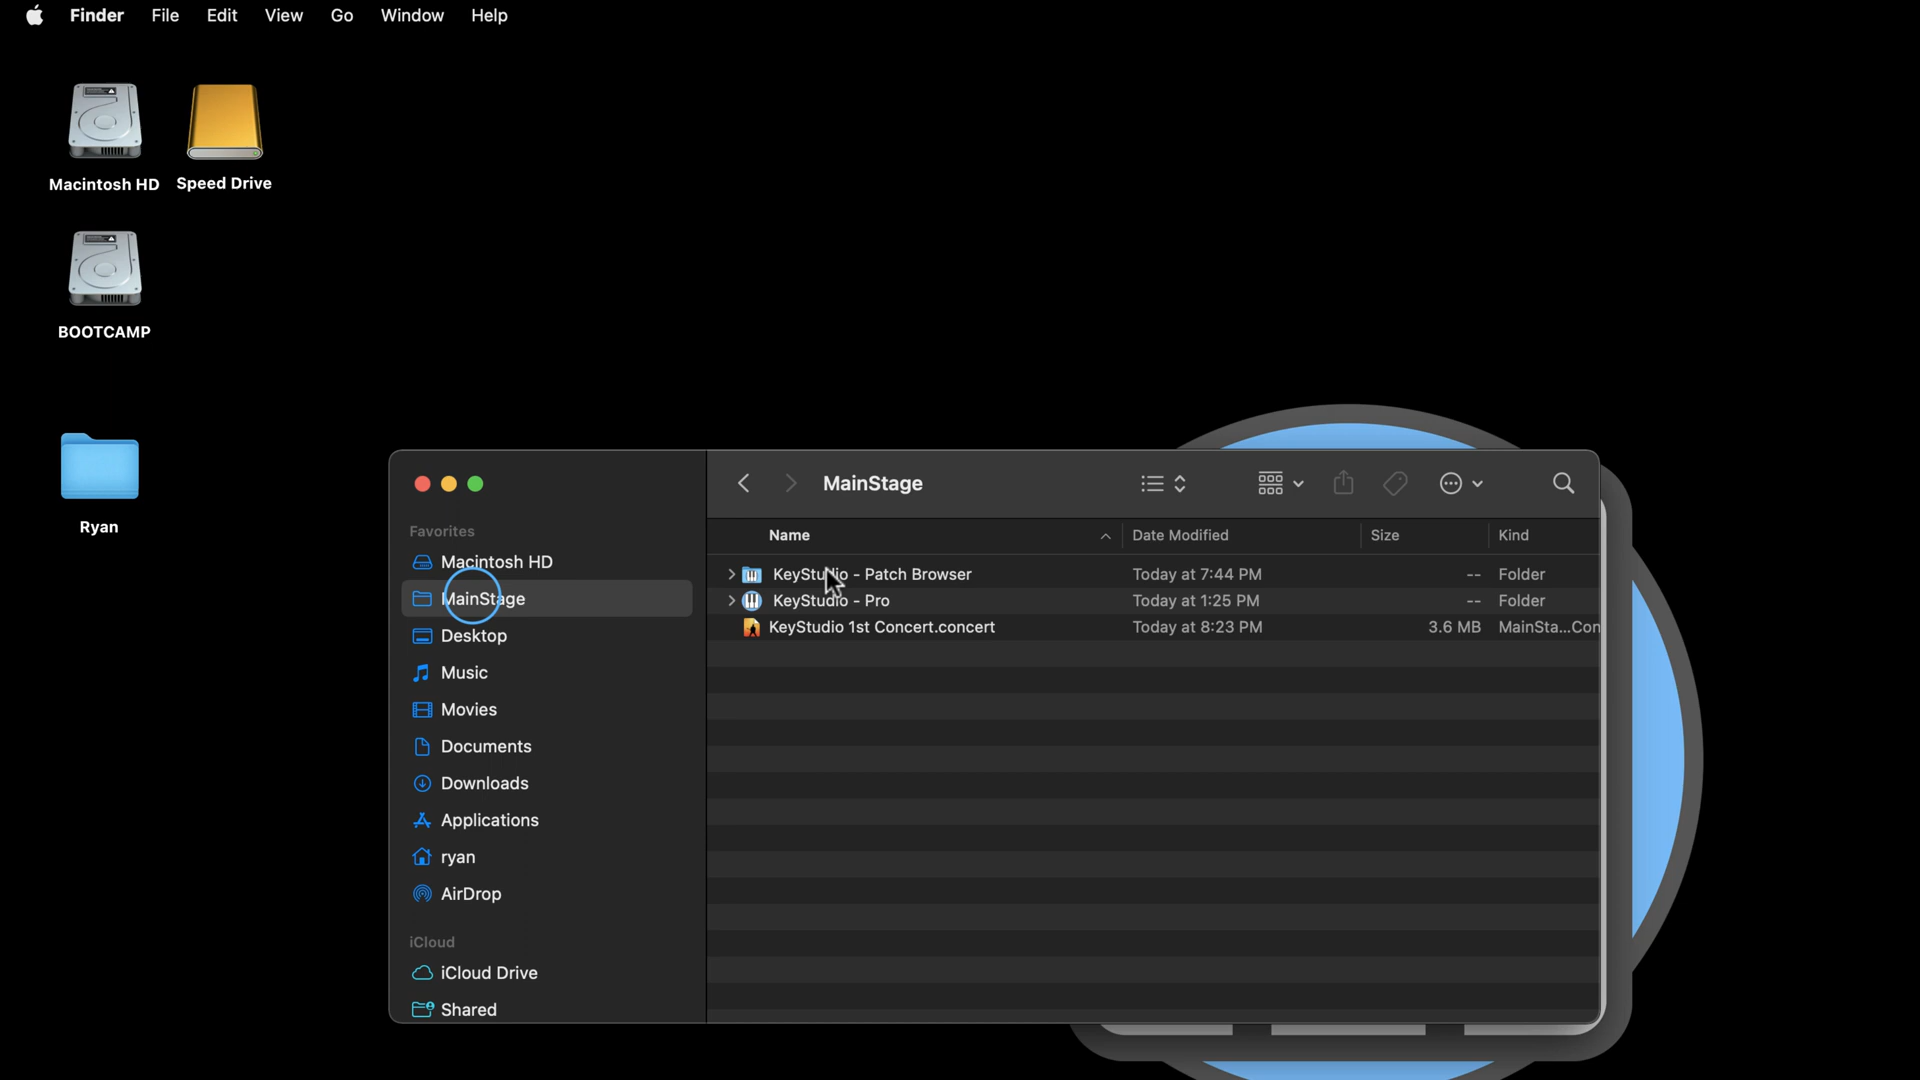 Finder File Edit View Go Window Help
Macintosh HD
Speed Drive
BOOTCAMP
Ryan
MainStage
Favorites
Macintosh HD
MainStage
Desktop
Music
Movies
Documents
Downloads
Applications
ryan
AirDrop
iCloud
iCloud Drive
Shared
Name Date Modified Size Kind
KeyStudio - Patch Browser Today at 7:44 PM -- Folder
KeyStudio - Pro Today at 1:25 PM -- Folder
KeyStudio 1st Concert.concert Today at 8:23 PM 3.6 MB MainSta...Con